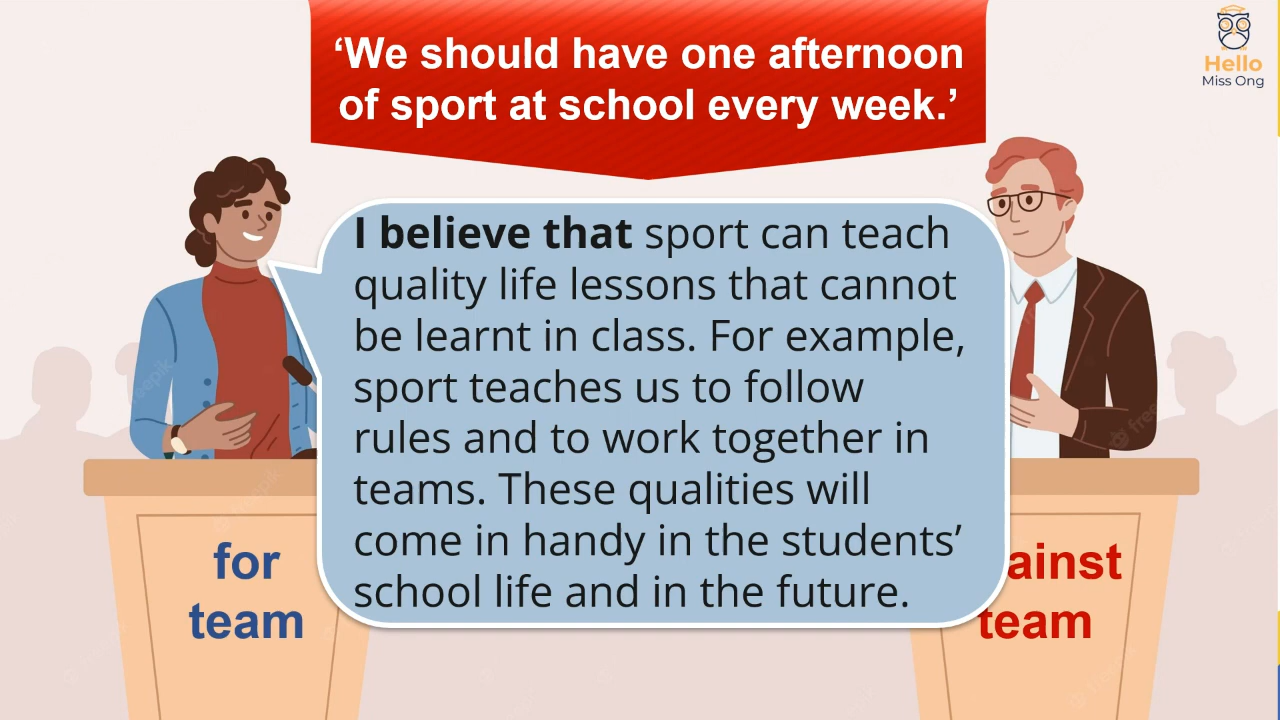 ‘We should have one afternoon
of sport at school every week.’
Hello
Miss Ong
I believe that sport can teach
quality life lessons that cannot
be learnt in class. For example,
sport teaches us to follow
rules and to work together in
teams. These qualities will
come in handy in the students’
school life and in the future.
for
team
ainst
team